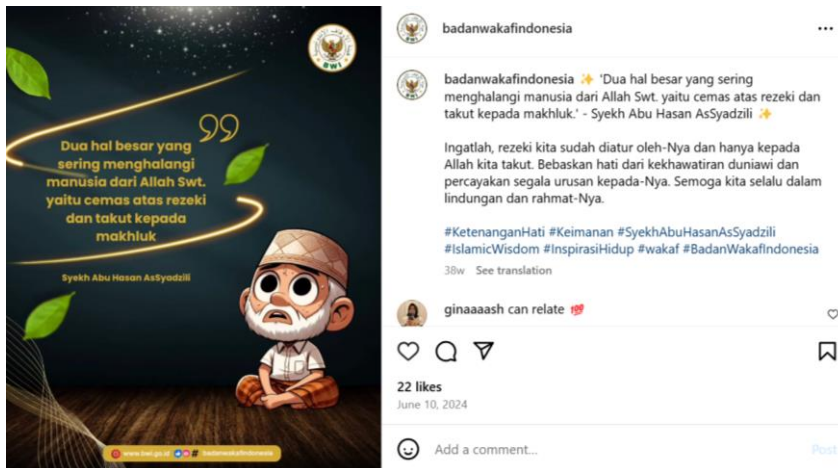 BWI
Dua hal besar yang
sering menghalangi
manusia dari Allah Swt.
yaitu cemas atas rezeki
dan takut kepada
makhluk
Syekh Abu Hasan AsSyadzili
www.bwi.go.id
badanwakafindonesia
badanwakafindonesia
badanwakafindonesia ✨ 'Dua hal besar yang sering
menghalangi manusia dari Allah Swt. yaitu cemas atas rezeki dan
takut kepada makhluk.' - Syekh Abu Hasan AsSyadzili ✨
Ingatlah, rezeki kita sudah diatur oleh-Nya dan hanya kepada
Allah kita takut. Bebaskan hati dari kekhawatiran duniawi dan
percayakan segala urusan kepada-Nya. Semoga kita selalu dalam
lindungan dan rahmat-Nya.
#KetenanganHati #Keimanan #SyekhAbuHasanAsSyadzili
#IslamicWisdom #InspirasiHidup #wakaf #BadanWakafIndonesia
38w See translation
ginaaaash can relate 💯
22 likes
June 10, 2024
Add a comment...
Post